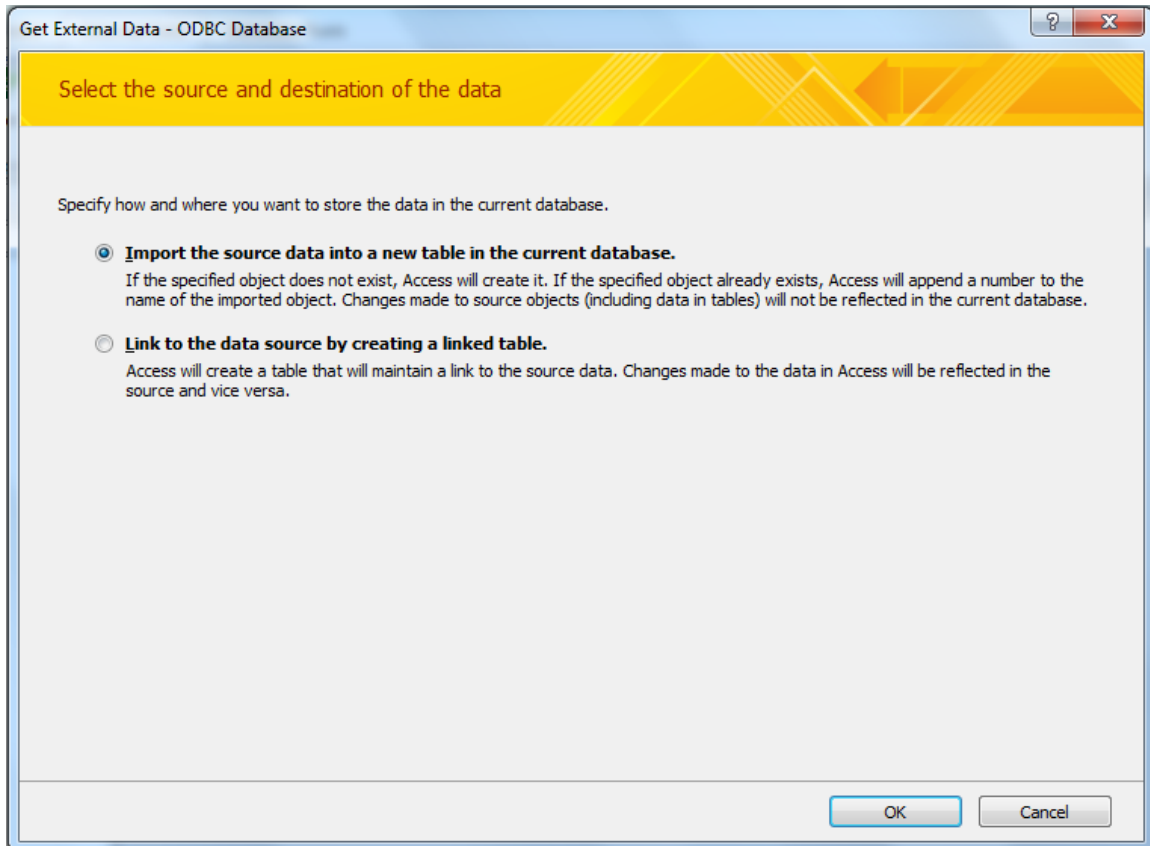 Get External Data - ODBC Database
Select the source and destination of the data
Specify how and where you want to store the data in the current database.
Import the source data into a new table in the current database.
If the specified object does not exist, Access will create it. If the specified object already exists, Access will append a number to the
name of the imported object. Changes made to source objects (including data in tables) will not be reflected in the current database.
Link to the data source by creating a linked table.
Access will create a table that will maintain a link to the source data. Changes made to the data in Access will be reflected in the
source and vice versa.
OK Cancel